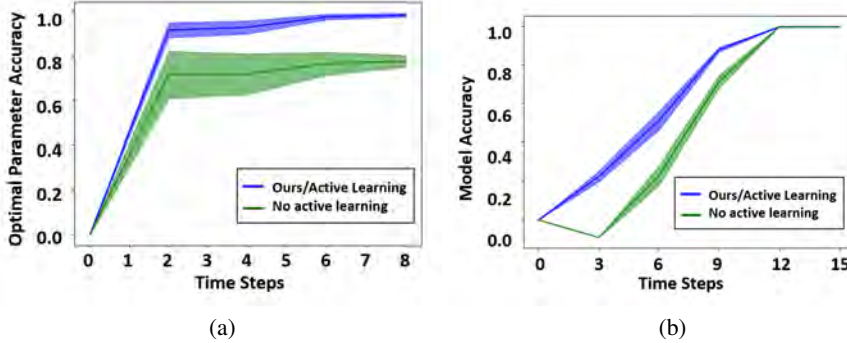 Optimal Parameter Accuracy
1.0
0.8
0.6
0.4
0.2
0.0
0 1 2 3 4 5 6 7 8
Time Steps
Ours/Active Learning
No active learning
(a)
Model Accuracy
1.0
0.8
0.6
0.4
0.2
0.0
0 3 6 9 12 15
Time Steps
Ours/Active Learning
No active learning
(b)